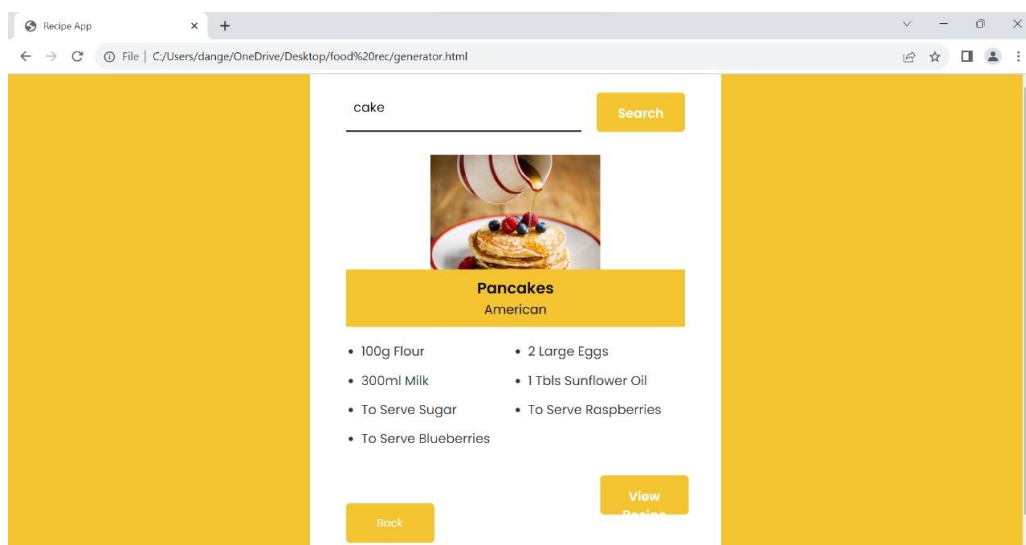 Recipe App
File
C:/Users/dange/OneDrive/Desktop/food%20rec/generator.html
cake
Search
Pancakes
American
• 100g Flour
• 2 Large Eggs
• 300ml Milk
• 1 Tbls Sunflower Oil
• To Serve Sugar
• To Serve Raspberries
• To Serve Blueberries
View
Recipe
Back